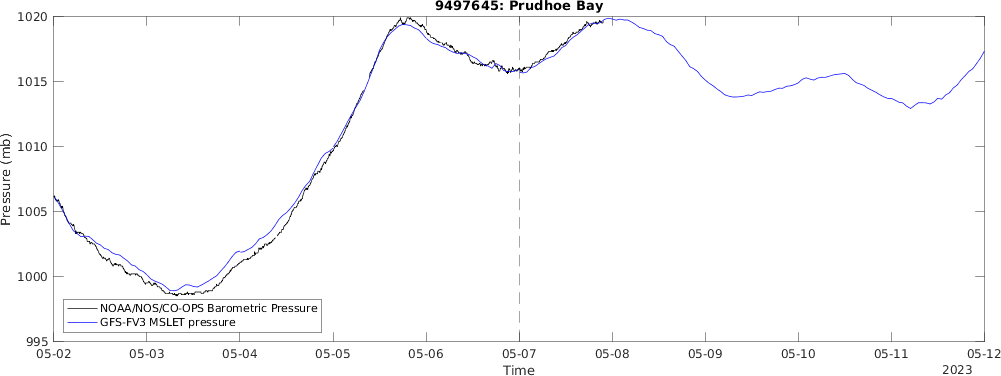 9497645: Prudhoe Bay
1020
1015
1010
1005
1000
995
Pressure (mb)
NOAA/NOS/CO-OPS Barometric Pressure
GFS-FV3 MSLET pressure
05-02 05-03 05-04 05-05 05-06 05-07 05-08 05-09 05-10 05-11 05-12
Time
2023